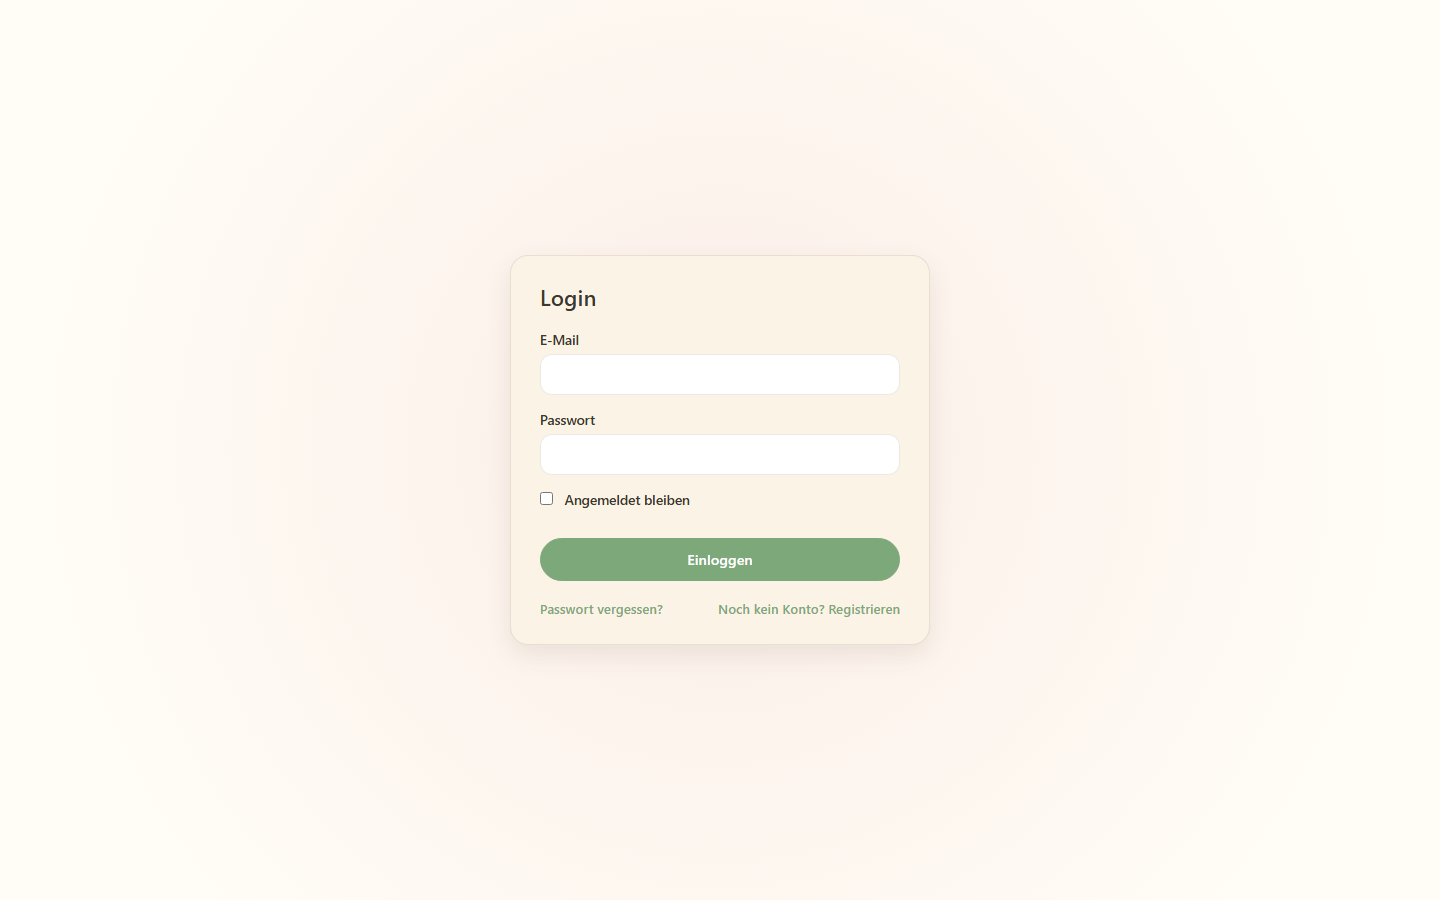 Login
E-Mail
Passwort
Angemeldet bleiben
Einloggen
Passwort vergessen? Noch kein Konto? Registrieren